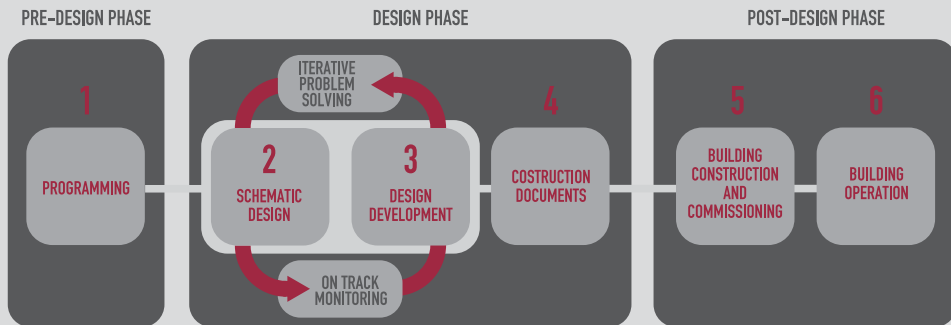 PRE-DESIGN PHASE
DESIGN PHASE
POST-DESIGN PHASE
ITERATIVE
PROBLEM
SOLVING
1
PROGRAMMING
2
SCHEMATIC
DESIGN
3
DESIGN
DEVELOPMENT
4
COSTRUCTION
DOCUMENTS
5
BUILDING
CONSTRUCTION
AND
COMMISSIONING
6
BUILDING
OPERATION
ON TRACK
MONITORING